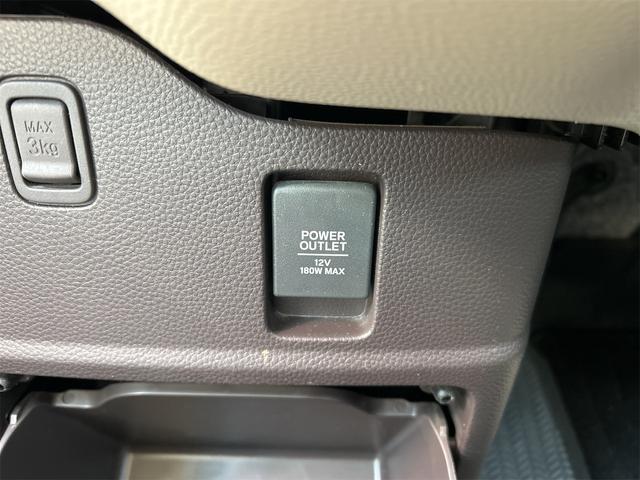 MAX
3kg
POWER
OUTLET
12V
180W MAX